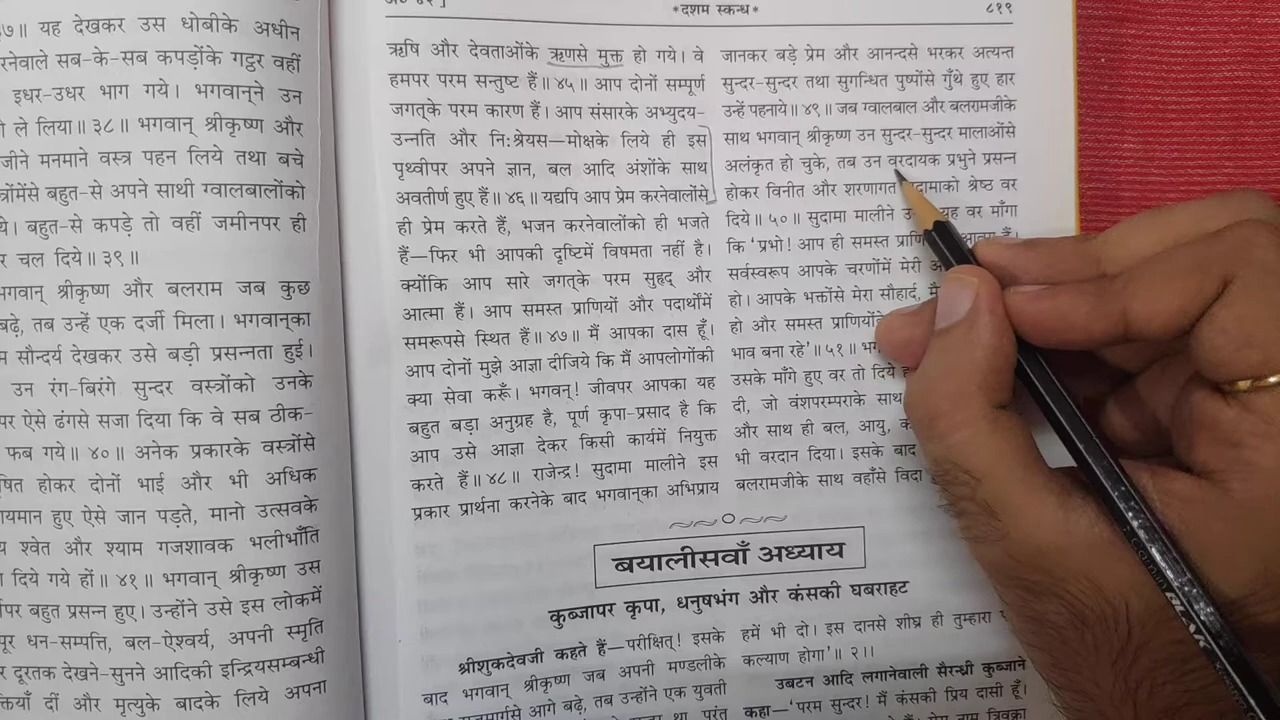 *दशम स्कन्ध*
८१९
७॥ यह देखकर उस धोबीके अधीन
रनेवाले सब-के-सब कपड़ोंके गट्ठर वहीं
इधर-उधर भाग गये। भगवान्‌ने उन
ले लिया॥ ३८॥ भगवान् श्रीकृष्ण और
जीने मनमाने वस्त्र पहन लिये तथा बचे
त्रोंमेंसे बहुत-से अपने साथी ग्वालबालोंको
ये। बहुत-से कपड़े तो वहीं जमीनपर ही
र चल दिये॥ ३९॥
भगवान् श्रीकृष्ण और बलराम जब कुछ
बढ़े, तब उन्हें एक दर्जी मिला। भगवान्‌का
सौन्दर्य देखकर उसे बड़ी प्रसन्नता हुई।
उन रंग-बिरंगे सुन्दर वस्त्रोंको उनके
पर ऐसे ढंगसे सजा दिया कि वे सब ठीक-
फब गये॥ ४०॥ अनेक प्रकारके वस्त्रोंसे
षित होकर दोनों भाई और भी अधिक
यमान हुए ऐसे जान पड़ते, मानो उत्सवके
श्वेत और श्याम गजशावक भलीभाँति
दिये गये हों॥ ४१॥ भगवान् श्रीकृष्ण उस
पर बहुत प्रसन्न हुए। उन्होंने उसे इस लोकमें
पूर धन-सम्पत्ति, बल-ऐश्वर्य, अपनी स्मृति
दूरतक देखने-सुनने आदिकी इन्द्रियसम्बन्धी
क्तियाँ दीं और मृत्युके बादके लिये अपना
ऋषि और देवताओंके ऋणसे मुक्त हो गये। वे
हमपर परम सन्तुष्ट हैं॥ ४५॥ आप दोनों सम्पूर्ण
जगत्‌के परम कारण हैं। आप संसारके अभ्युदय-
उन्नति और निःश्रेयस—मोक्षके लिये ही इस
पृथ्वीपर अपने ज्ञान, बल आदि अंशोंके साथ
अवतीर्ण हुए हैं॥ ४६॥ यद्यपि आप प्रेम करनेवालोंसे
ही प्रेम करते हैं, भजन करनेवालोंको ही भजते
हैं—फिर भी आपकी दृष्टिमें विषमता नहीं है।
क्योंकि आप सारे जगत्‌के परम सुहृद् और
आत्मा हैं। आप समस्त प्राणियों और पदार्थोंमें
समरूपसे स्थित हैं॥ ४७॥ मैं आपका दास हूँ।
आप दोनों मुझे आज्ञा दीजिये कि मैं आपलोगोंकी
क्या सेवा करूँ। भगवन्! जीवपर आपका यह
बहुत बड़ा अनुग्रह है, पूर्ण कृपा-प्रसाद है कि
आप उसे आज्ञा देकर किसी कार्यमें नियुक्त
करते हैं॥ ४८॥ राजेन्द्र! सुदामा मालीने इस
प्रकार प्रार्थना करनेके बाद भगवान्‌का अभिप्राय
जानकर बड़े प्रेम और आनन्दसे भरकर अत्यन्त
सुन्दर-सुन्दर तथा सुगन्धित पुष्पोंसे गुँथे हुए हार
उन्हें पहनाये॥ ४९॥ जब ग्वालबाल और बलरामजीके
साथ भगवान् श्रीकृष्ण उन सुन्दर-सुन्दर मालाओंसे
अलंकृत हो चुके, तब उन वरदायक प्रभुने प्रसन्न
होकर विनीत और शरणागत दामाको श्रेष्ठ वर
दिये॥ ५०॥ सुदामा मालीने यह वर माँगा
कि 'प्रभो! आप ही समस्त
सर्वस्वरूप आपके चरणोंमें मेरी
हो। आपके भक्तोंसे मेरा सौहार्द,
हो और समस्त
भाव बना रहे'॥ ५१॥
उसके माँगे हुए वर तो दिये
दी, जो वंशपरम्पराके साथ
और साथ ही बल, आयु,
भी वरदान दिया। इसके बाद
बलरामजीके साथ वहाँसे विदा
बयालीसवाँ अध्याय
कुब्जापर कृपा, धनुषभंग और कंसकी घबराहट
श्रीशुकदेवजी कहते हैं—परीक्षित्! इसके
बाद भगवान् श्रीकृष्ण जब अपनी मण्डलीके
आगे बढ़े, तब उन्होंने एक युवती
हमें भी दो। इस दानसे शीघ्र ही तुम्हारा
कल्याण होगा'॥ २॥
उबटन आदि लगानेवाली सैरन्ध्री कुब्जाने
कहा—'परम सुन्दर! मैं कंसकी प्रिय दासी हूँ।